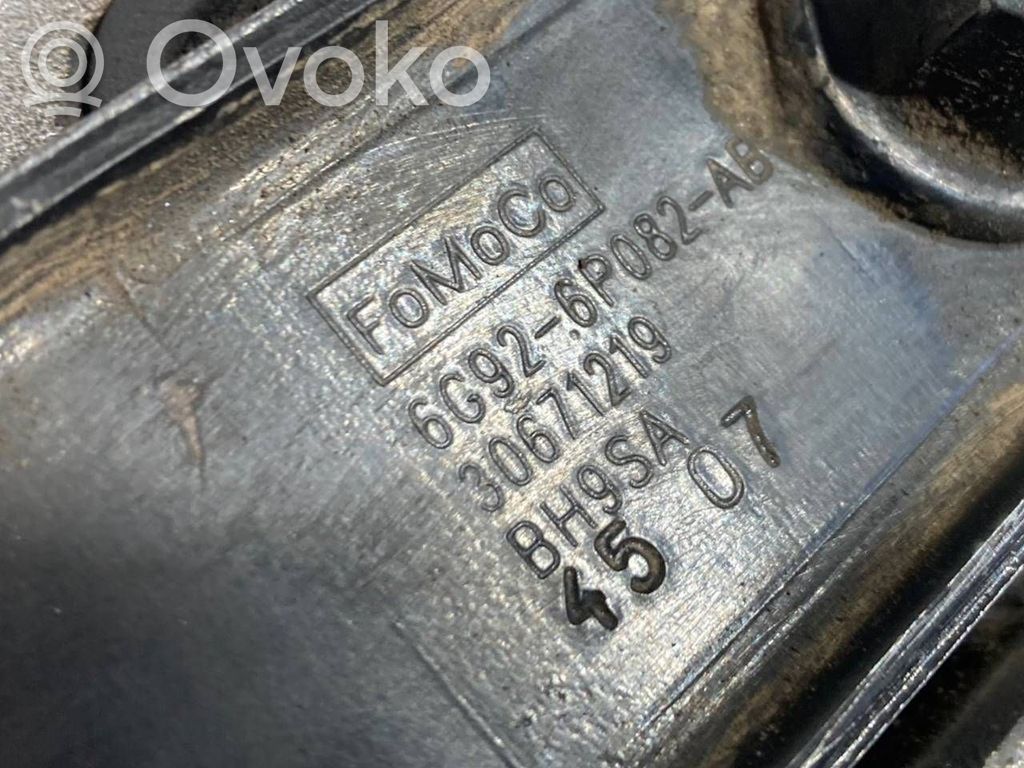 Ovoko
FoMoCo
6G92-6P082-AB
30671219
BH9SA
45 07